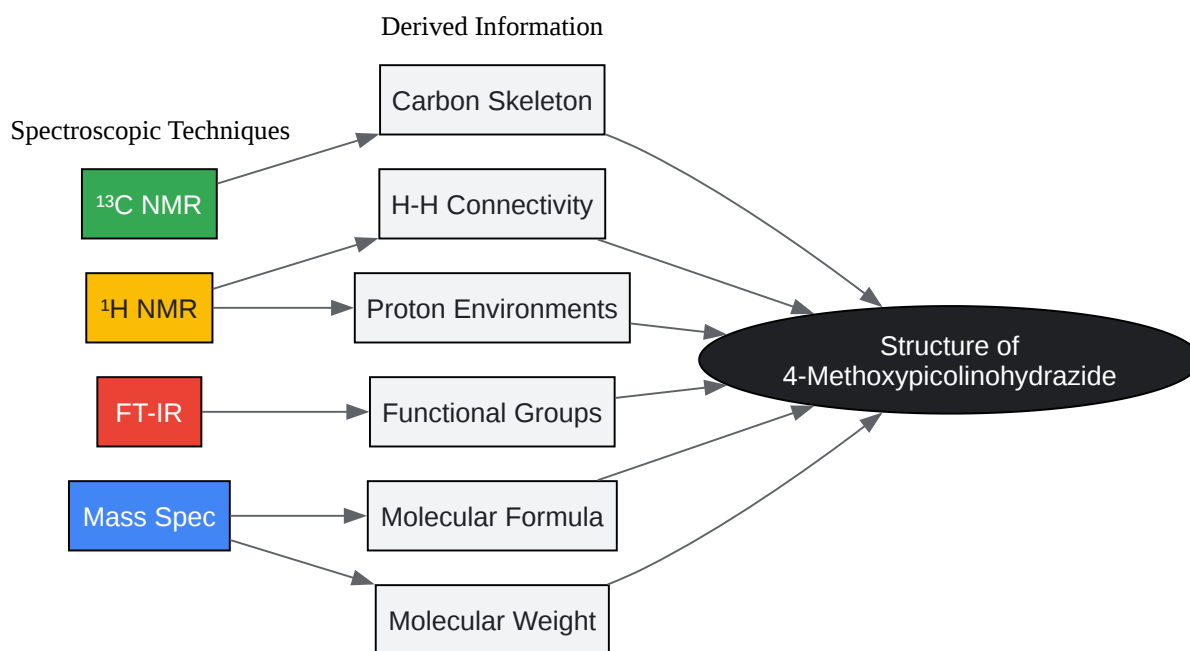 Derived Information
Spectroscopic Techniques
Carbon Skeleton
¹³C NMR
H-H Connectivity
¹H NMR
Proton Environments
FT-IR
Functional Groups
Mass Spec
Molecular Formula
Molecular Weight
Structure of
4-Methoxypicolinohydrazide